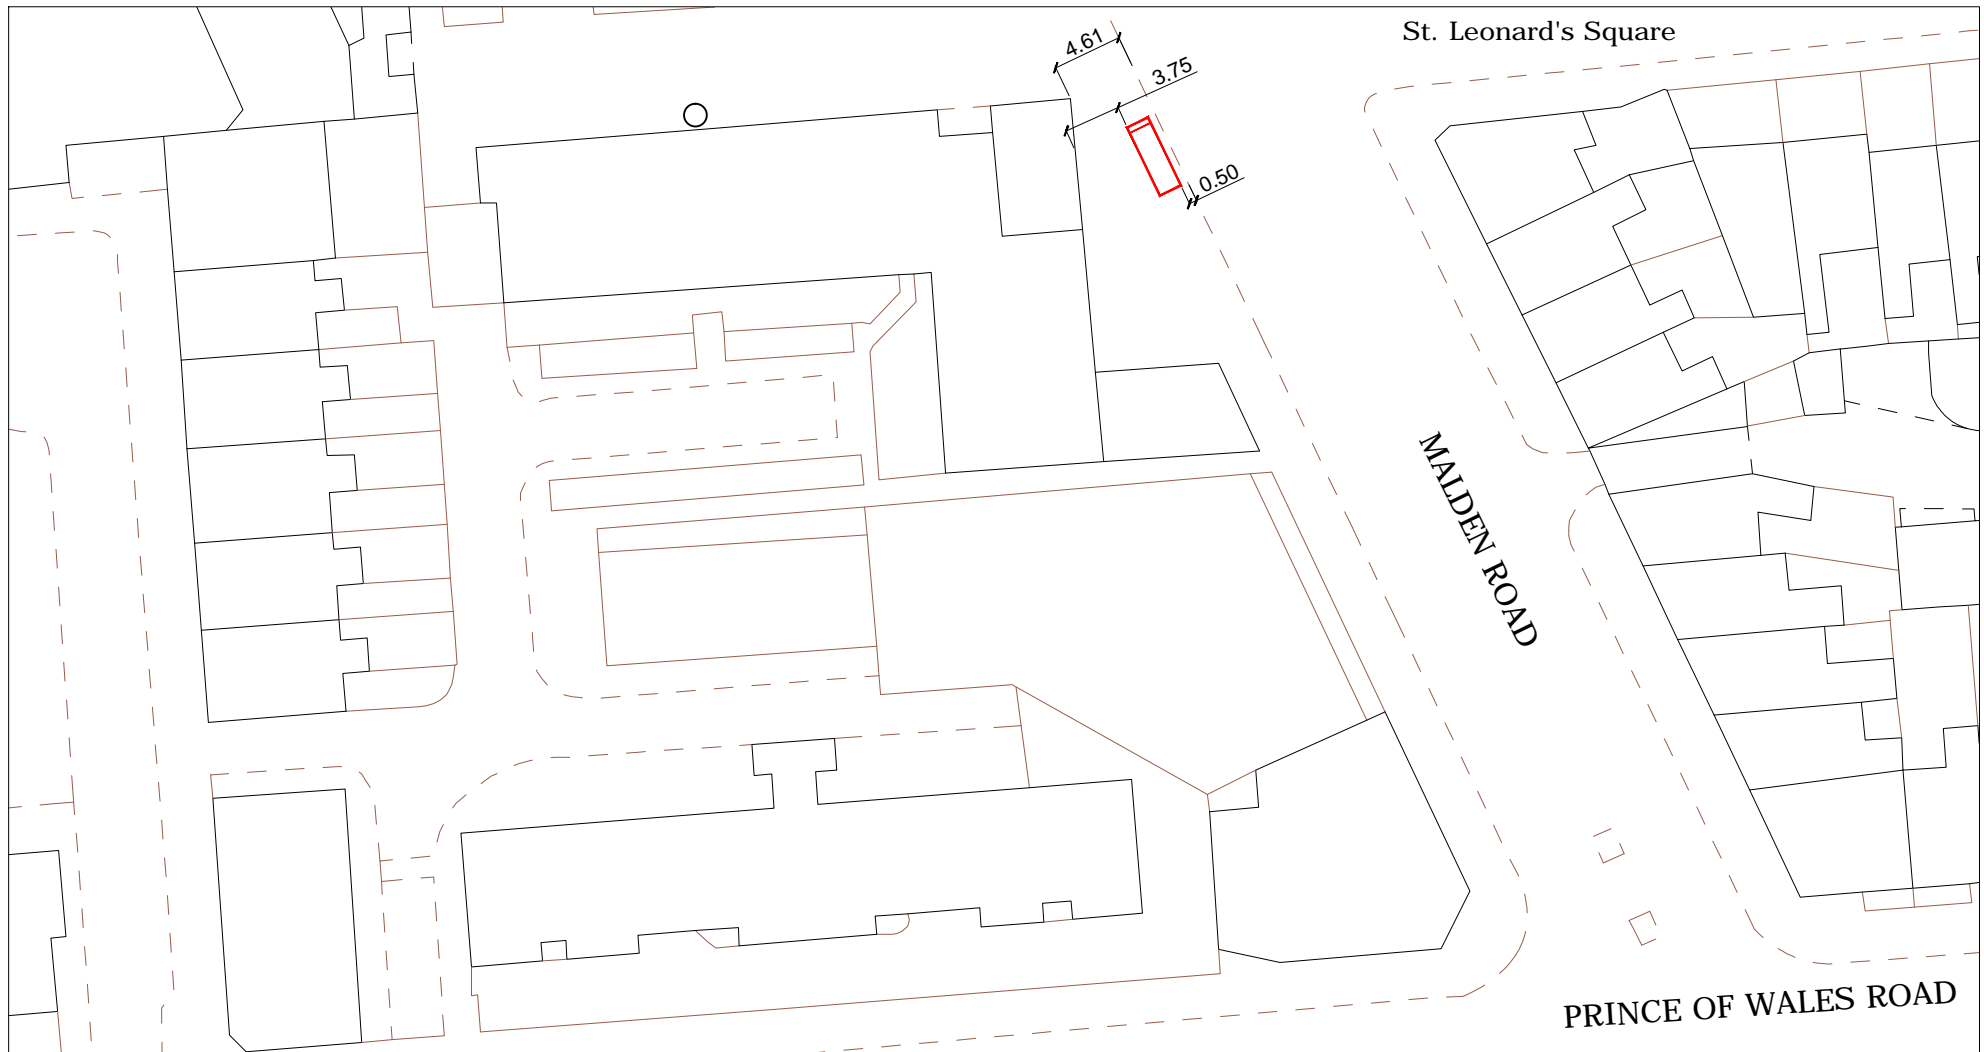 St. Leonard's Square
4.61
3.75
0.50
MALDEN ROAD
PRINCE OF WALES ROAD